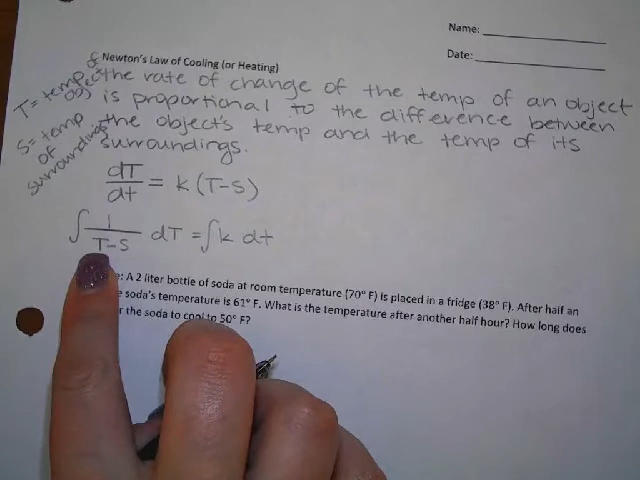 Name:
Date:
Newton's Law of Cooling (or Heating)
T = temp of object
S = temp of surroundings
the rate of change of the temp of an object
is proportional to the difference between
the object's temp and the temp of its
surroundings.
dT/dt = k (T-S)
∫ 1/(T-S) dT = ∫ k dt
: A 2 liter bottle of soda at room temperature (70° F) is placed in a fridge (38° F). After half an
soda's temperature is 61° F. What is the temperature after another half hour? How long does
the soda to cool to 50° F?